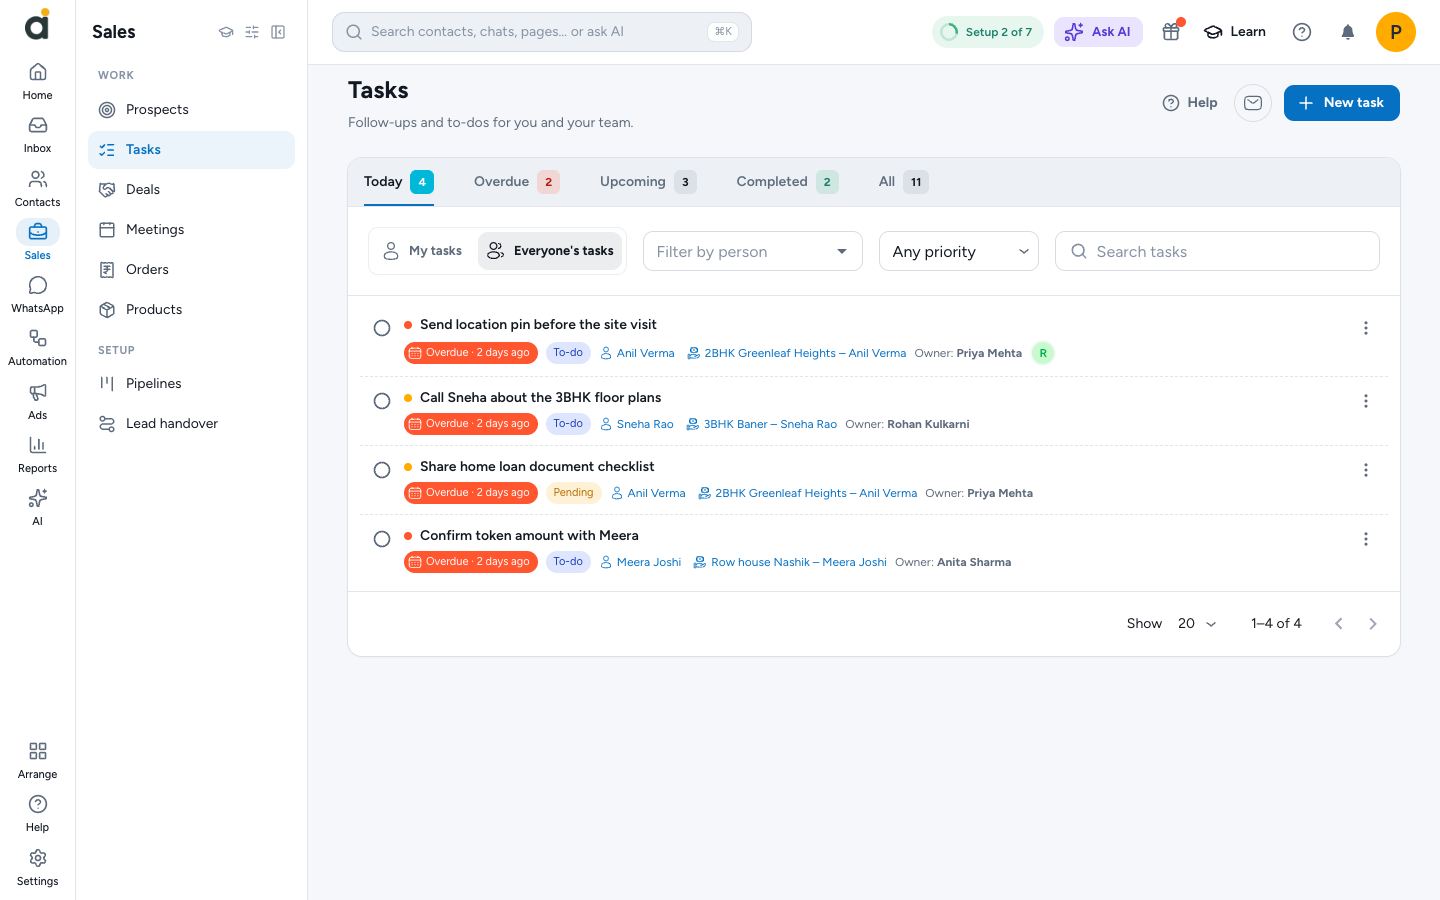 Sales
Search contacts, chats, pages... or ask AI
⌘K
Setup 2 of 7
Ask AI
Learn
P
Home
Inbox
Contacts
Sales
WhatsApp
Automation
Ads
Reports
AI
Arrange
Help
Settings
WORK
Prospects
Tasks
Deals
Meetings
Orders
Products
SETUP
Pipelines
Lead handover
Tasks
Follow-ups and to-dos for you and your team.
Help
New task
Today 4
Overdue 2
Upcoming 3
Completed 2
All 11
My tasks
Everyone's tasks
Filter by person
Any priority
Search tasks
Send location pin before the site visit
Overdue · 2 days ago To-do Anil Verma 2BHK Greenleaf Heights – Anil Verma Owner: Priya Mehta R
Call Sneha about the 3BHK floor plans
Overdue · 2 days ago To-do Sneha Rao 3BHK Baner – Sneha Rao Owner: Rohan Kulkarni
Share home loan document checklist
Overdue · 2 days ago Pending Anil Verma 2BHK Greenleaf Heights – Anil Verma Owner: Priya Mehta
Confirm token amount with Meera
Overdue · 2 days ago To-do Meera Joshi Row house Nashik – Meera Joshi Owner: Anita Sharma
Show 20 1–4 of 4